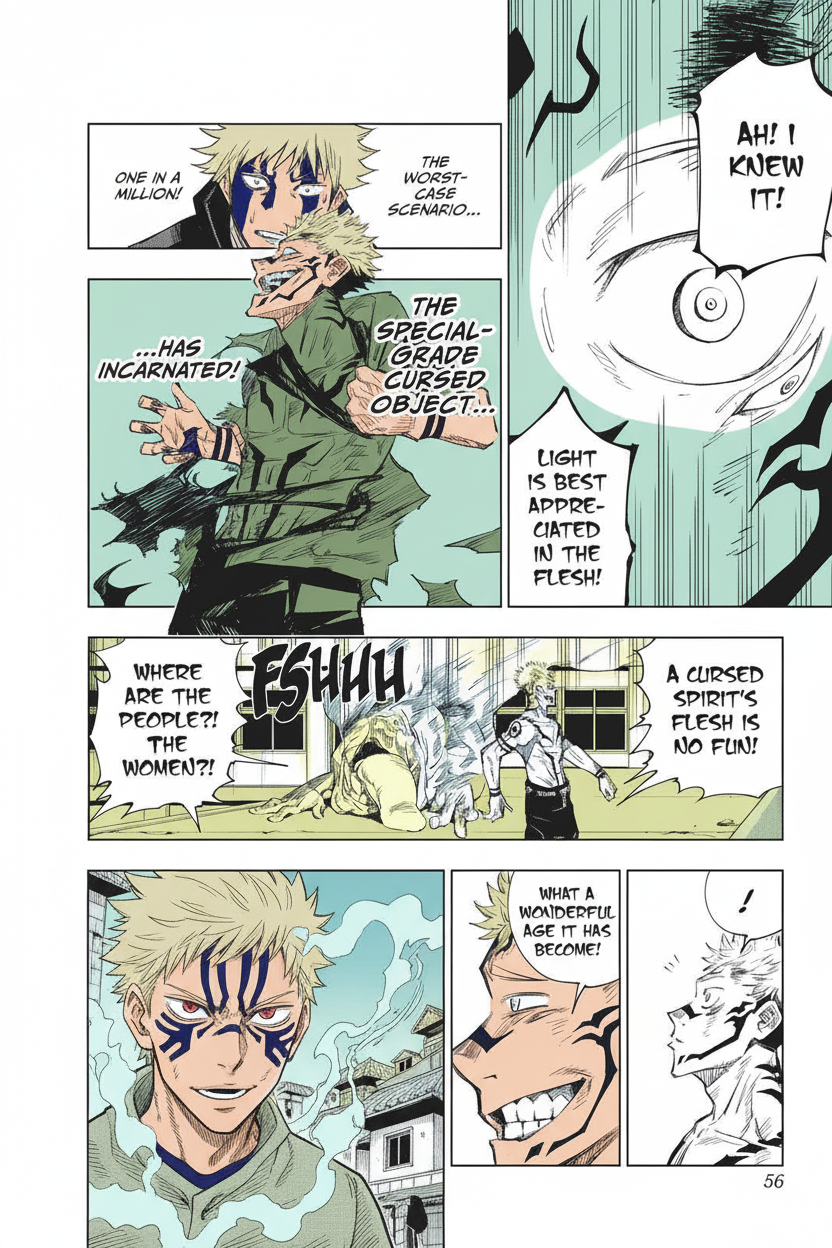 AH! I
KNEW
IT!
LIGHT
IS BEST
APPRE-
CIATED
IN THE
FLESH!
THE
WORST-
CASE
SCENARIO...
ONE IN A
MILLION!
THE
SPECIAL-
GRADE
CURSED
OBJECT...
...HAS
INCARNATED!
A CURSED
SPIRIT'S
FLESH IS
NO FUN!
FSHHH
WHERE
ARE THE
PEOPLE?!
THE
WOMEN?!
!
WHAT A
WONDERFUL
AGE IT HAS
BECOME!
56